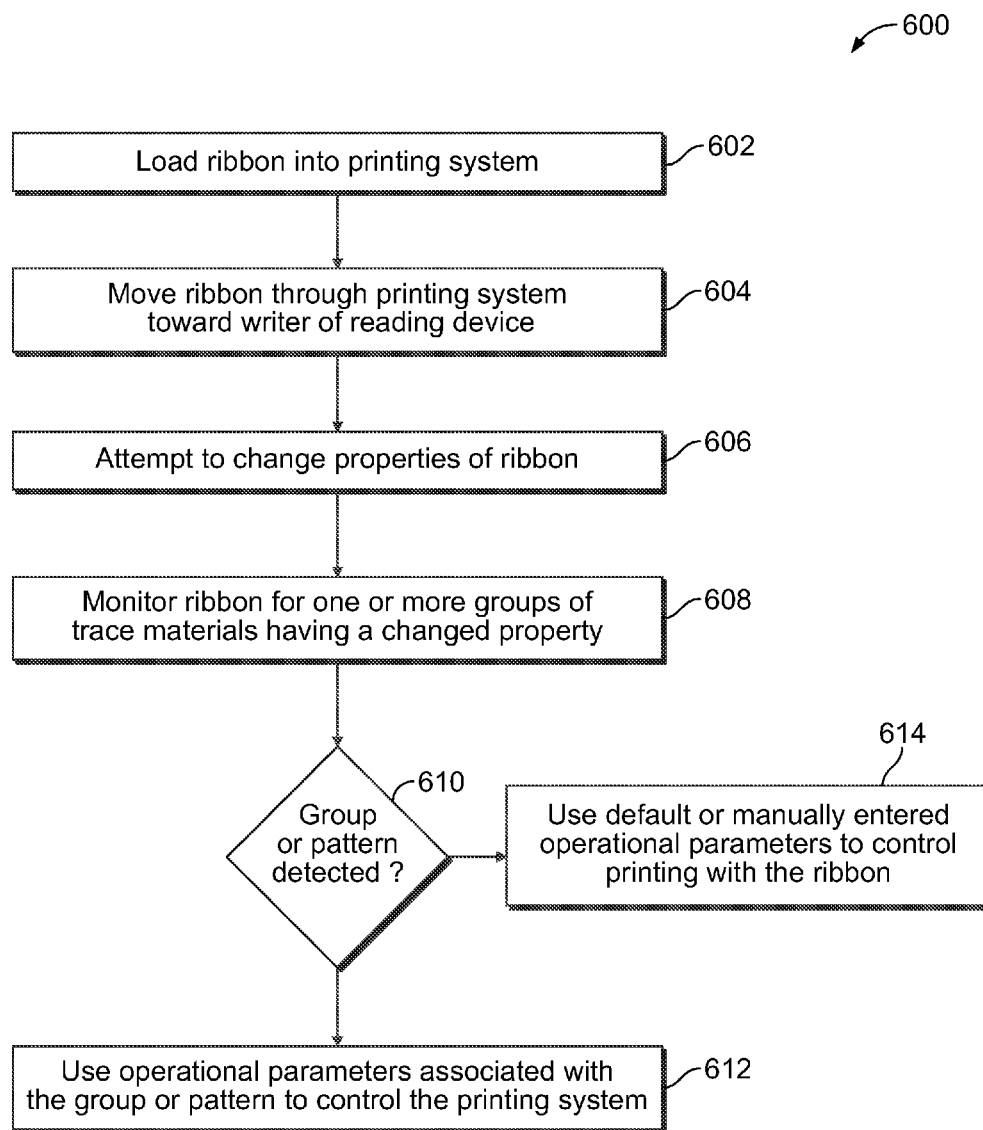 600
Load ribbon into printing system
602
Move ribbon through printing system
toward writer of reading device
604
Attempt to change properties of ribbon
606
Monitor ribbon for one or more groups of
trace materials having a changed property
608
Group
or pattern
detected ?
610
614
Use default or manually entered
operational parameters to control
printing with the ribbon
Use operational parameters associated with
the group or pattern to control the printing system
612